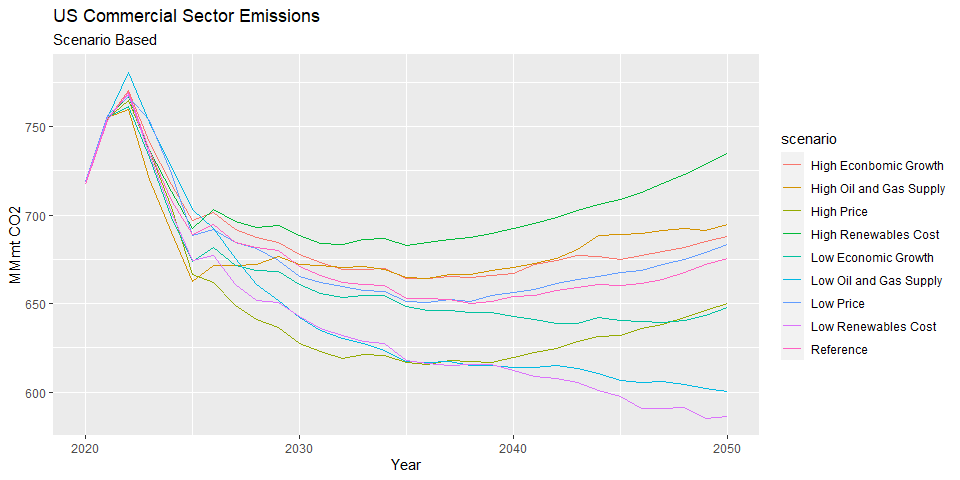 US Commercial Sector Emissions
Scenario Based
MMmt CO2
750
700
650
600
2020
2030
2040
2050
Year
scenario
High Econbomic Growth
High Oil and Gas Supply
High Price
High Renewables Cost
Low Economic Growth
Low Oil and Gas Supply
Low Price
Low Renewables Cost
Reference